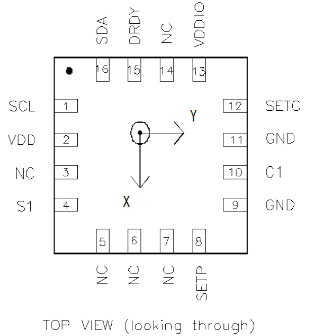 SDA DRDY NC VDDIO
16 15 14 13
SCL 1 12 SETC
Y
VDD 2 11 GND
NC 3 10 C1
X
S1 4 9 GND
5 6 7 8
NC NC NC SETP
TOP VIEW (looking through)